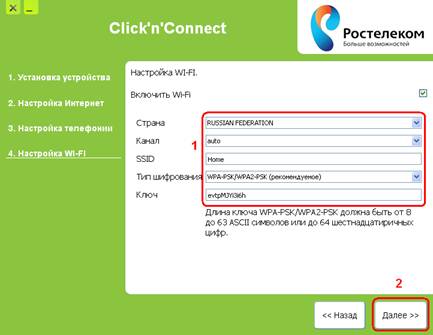 Click'n'Connect
Ростелеком
Больше возможностей
1. Установка устройства
2. Настройка Интернет
3. Настройка телефонии
4. Настройка WI-FI
Настройка WI-FI.
Включить Wi-Fi
Страна RUSSIAN FEDERATION
1
Канал auto
SSID Home
Тип шифрования WPA-PSK/WPA2-PSK (рекомендуемое)
Ключ evtpMJYi3i6h
Длина ключа WPA-PSK/WPA2-PSK должна быть от 8
до 63 ASCII символов или до 64 шестнадцатиричных
цифр.
2
<< Назад
Далее >>